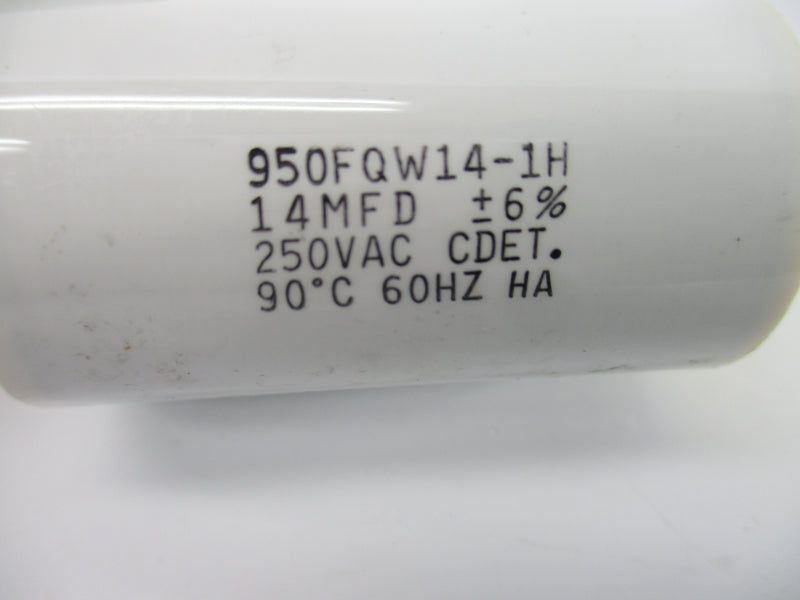 950FQW14-1H
14MFD ±6%
250VAC CDET.
90°C 60HZ HA